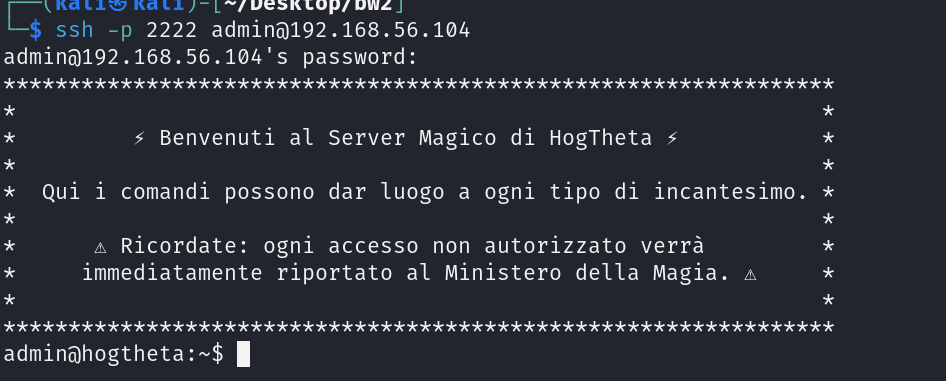 ┌──(kali㉿kali)-[~/Desktop/bw2]
└─$ ssh -p 2222 admin@192.168.56.104
admin@192.168.56.104's password:
****************************************************************
*                                                              *
*         ⚡ Benvenuti al Server Magico di HogTheta ⚡           *
*                                                              *
*  Qui i comandi possono dar luogo a ogni tipo di incantesimo. *
*                                                              *
*      ⚠ Ricordate: ogni accesso non autorizzato verrà         *
*     immediatamente riportato al Ministero della Magia. ⚠     *
*                                                              *
****************************************************************
admin@hogtheta:~$